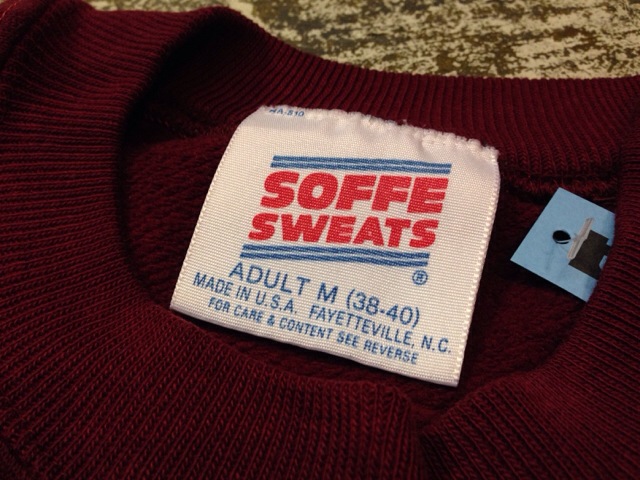 SOFFE
SWEATS
®
ADULT M (38-40)
MADE IN U.S.A. FAYETTEVILLE, N.C.
FOR CARE & CONTENT SEE REVERSE